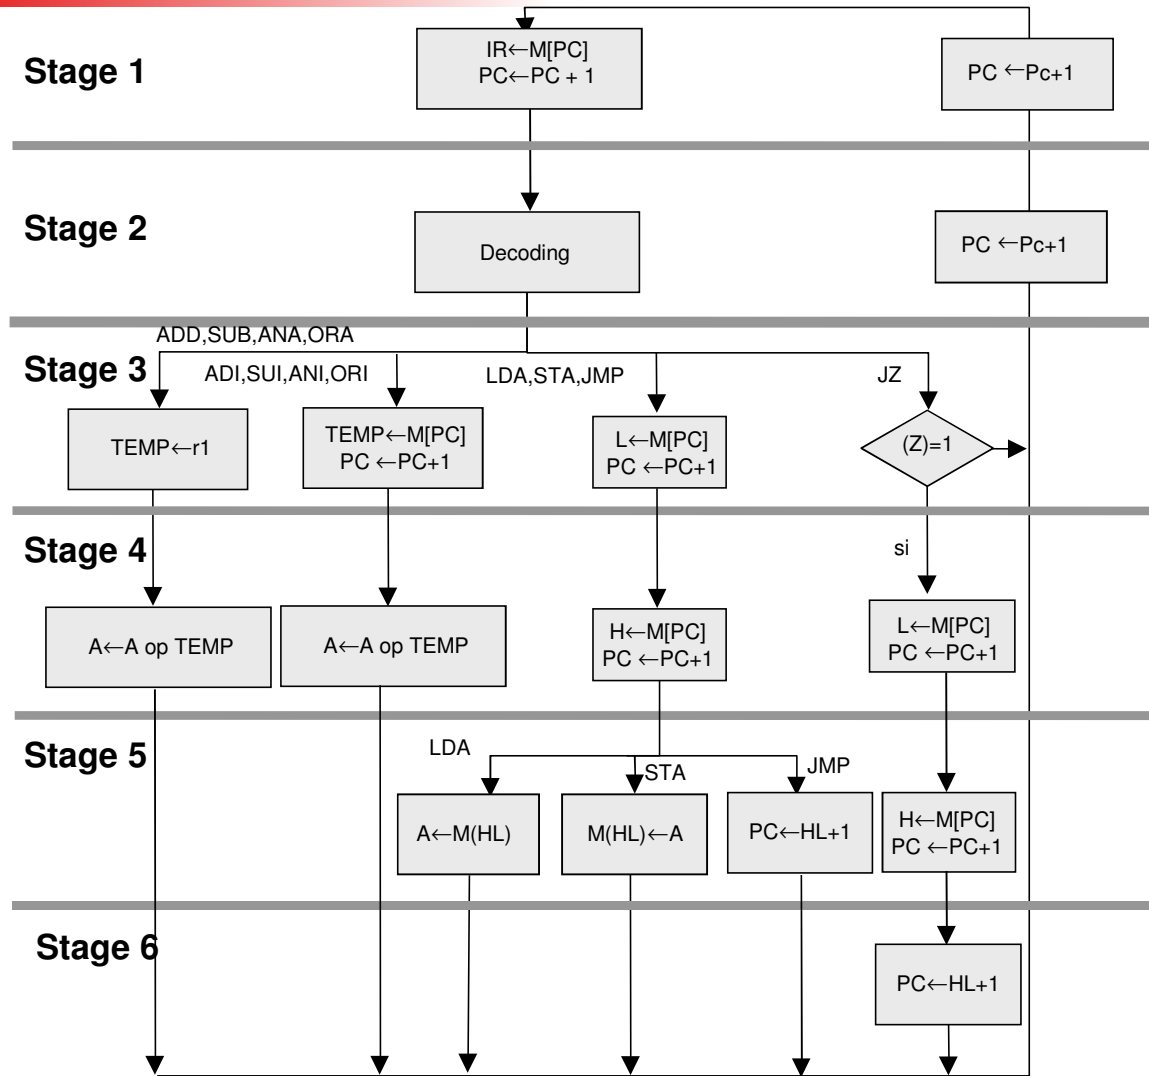 Stage 1
IR←M[PC]
PC←PC + 1
PC ←Pc+1
Stage 2
Decoding
PC ←Pc+1
Stage 3
ADD,SUB,ANA,ORA
ADI,SUI,ANI,ORI
LDA,STA,JMP
JZ
TEMP←r1
TEMP←M[PC]
PC ←PC+1
L←M[PC]
PC ←PC+1
(Z)=1
Stage 4
si
A←A op TEMP
A←A op TEMP
H←M[PC]
PC ←PC+1
L←M[PC]
PC ←PC+1
Stage 5
LDA
STA
JMP
A←M(HL)
M(HL)←A
PC←HL+1
H←M[PC]
PC ←PC+1
Stage 6
PC←HL+1